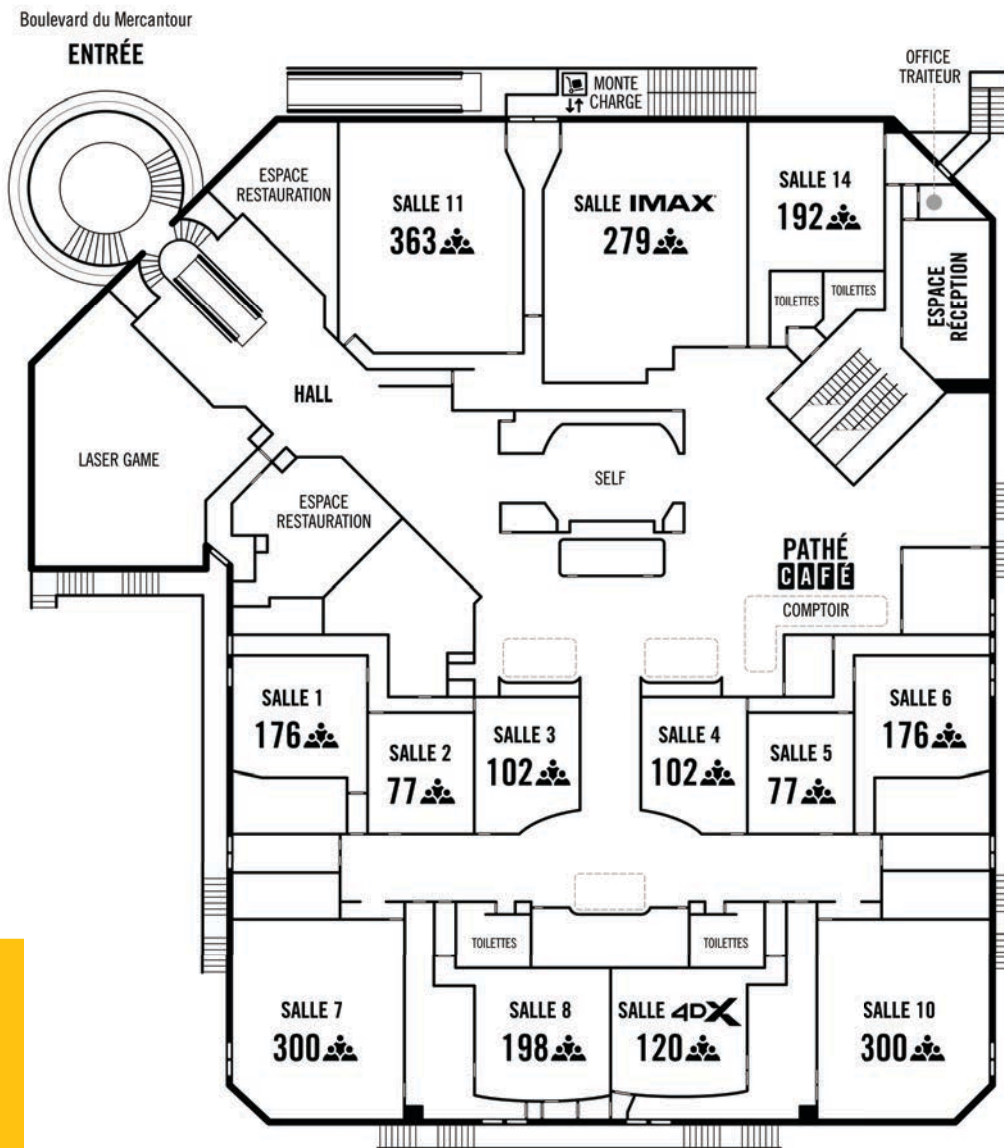 Boulevard du Mercantour
ENTRÉE
OFFICE
TRAITEUR
MONTE
CHARGE
ESPACE
RESTAURATION
SALLE 11
363
SALLE IMAX
279
SALLE 14
192
TOILETTES
TOILETTES
ESPACE
RÉCEPTION
HALL
LASER GAME
ESPACE
RESTAURATION
SELF
PATHÉ
CAFÉ
COMPTOIR
SALLE 1
176
SALLE 2
77
SALLE 3
102
SALLE 4
102
SALLE 5
77
SALLE 6
176
TOILETTES
TOILETTES
SALLE 7
300
SALLE 8
198
SALLE 4DX
120
SALLE 10
300